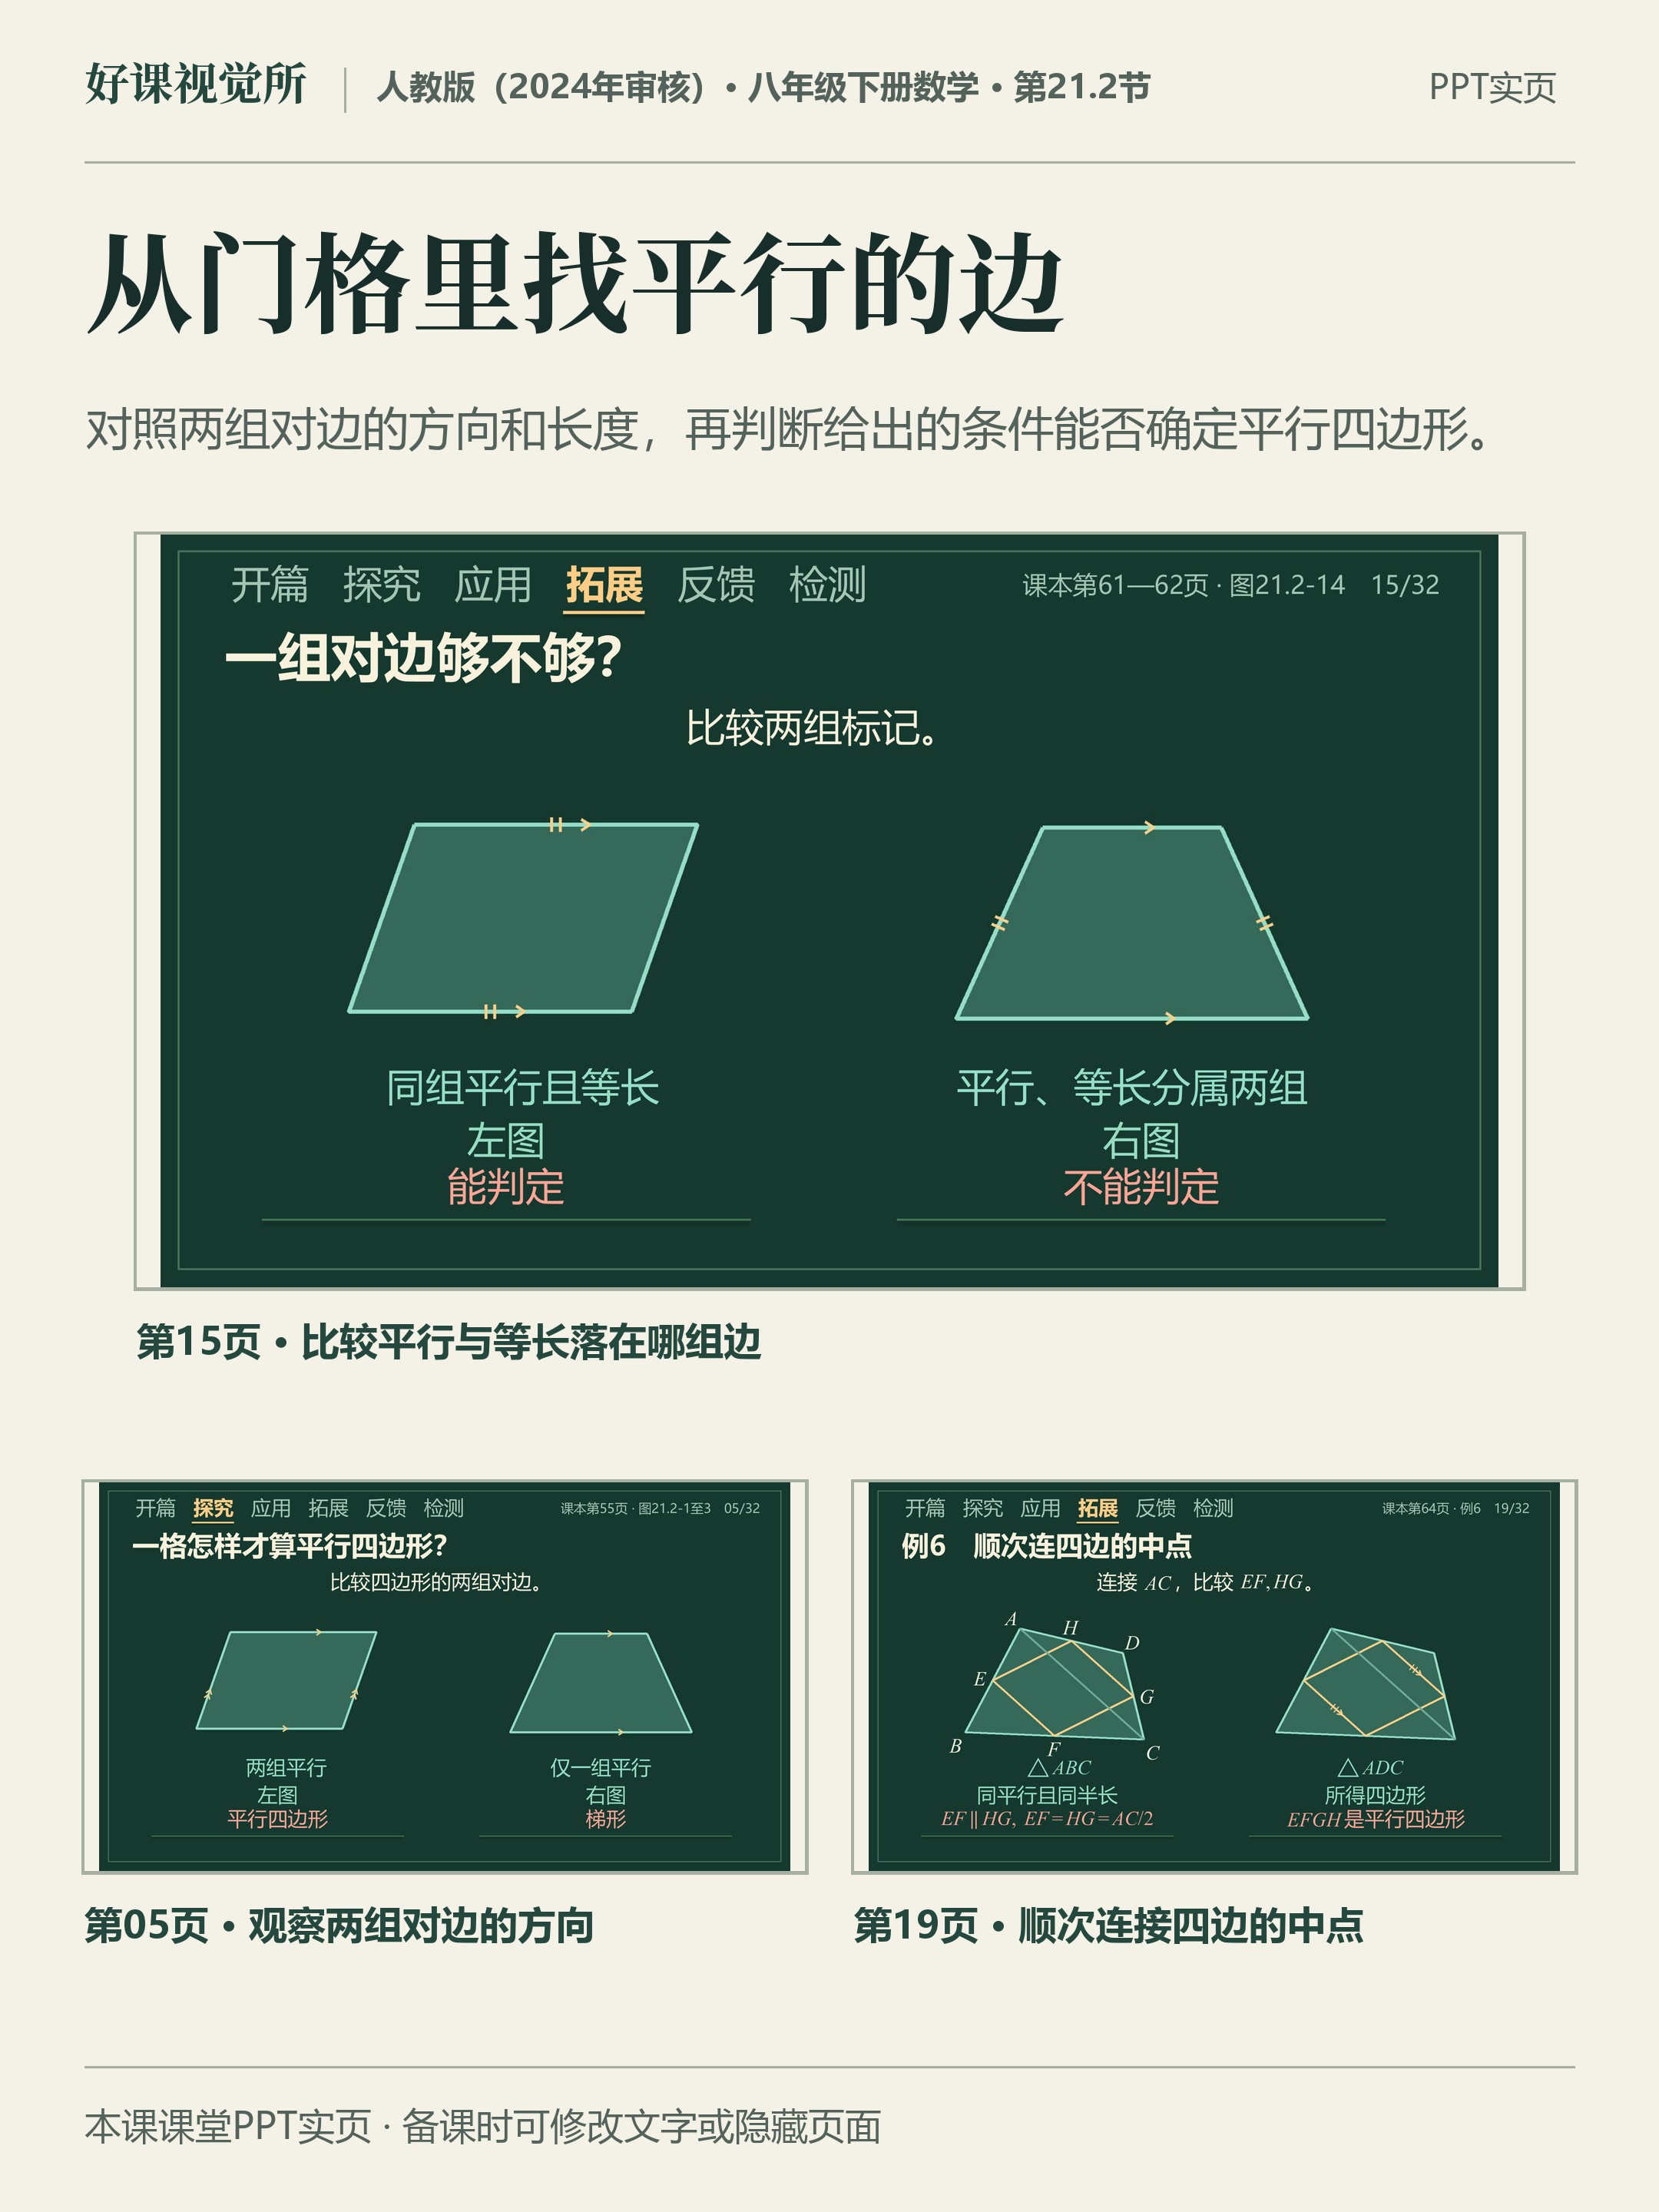 好课视觉所
人教版（2024年审核）• 八年级下册数学 • 第21.2节
PPT实页
从门格里找平行的边
对照两组对边的方向和长度，再判断给出的条件能否确定平行四边形。
开篇 探究 应用 拓展 反馈 检测
课本第61—62页 · 图21.2-14 15/32
一组对边够不够？
比较两组标记。
同组平行且等长
左图
能判定
平行、等长分属两组
右图
不能判定
第15页 • 比较平行与等长落在哪组边
开篇 探究 应用 拓展 反馈 检测
课本第55页 · 图21.2-1至3 05/32
一格怎样才算平行四边形？
比较四边形的两组对边。
两组平行
左图
平行四边形
仅一组平行
右图
梯形
第05页 • 观察两组对边的方向
开篇 探究 应用 拓展 反馈 检测
课本第64页 · 例6 19/32
例6 顺次连四边的中点
连接 AC，比较 EF, HG。
A
H
D
E
G
B
F
C
△ABC
同平行且同半长
EF∥HG, EF=HG=AC/2
△ADC
所得四边形
EFGH是平行四边形
第19页 • 顺次连接四边的中点
本课课堂PPT实页 · 备课时可修改文字或隐藏页面